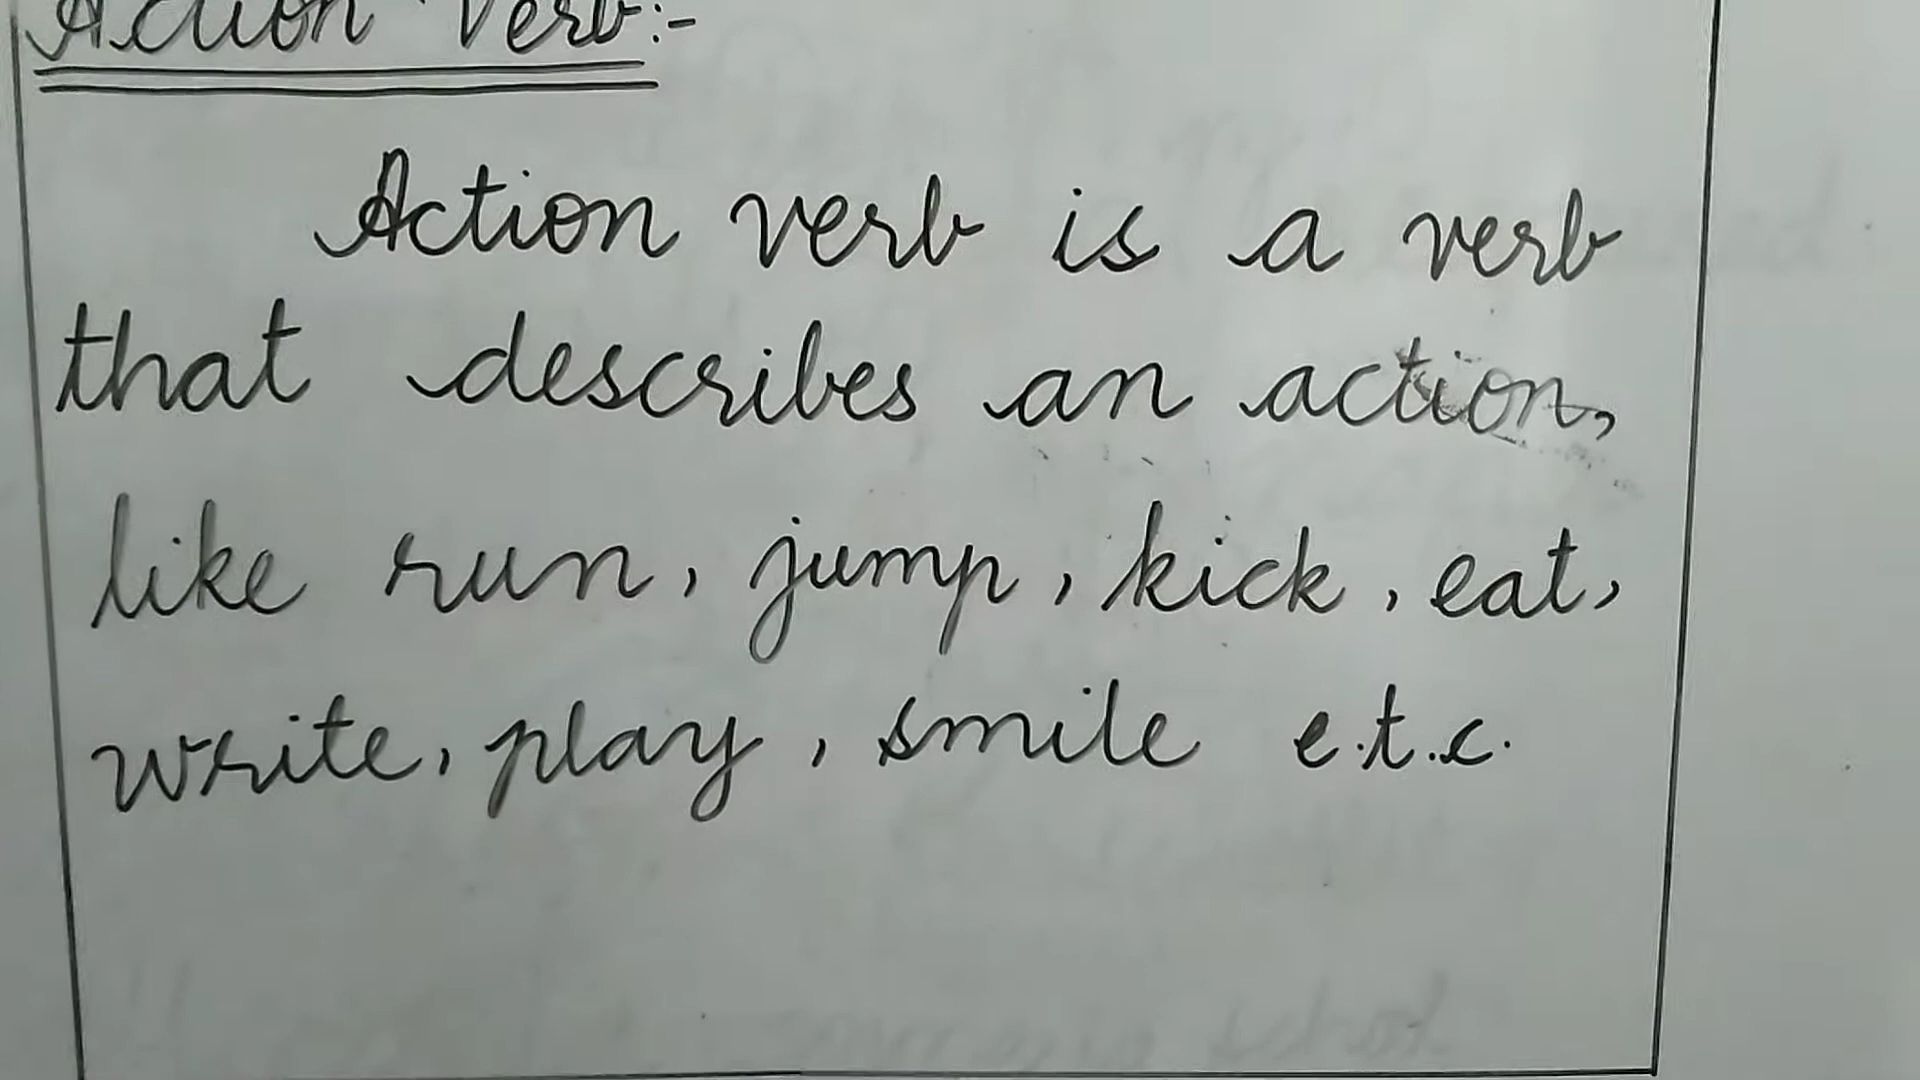 Action Verb:-
Action verb is a verb
that describes an action,
like run, jump, kick, eat,
write, play, smile e.t.c.